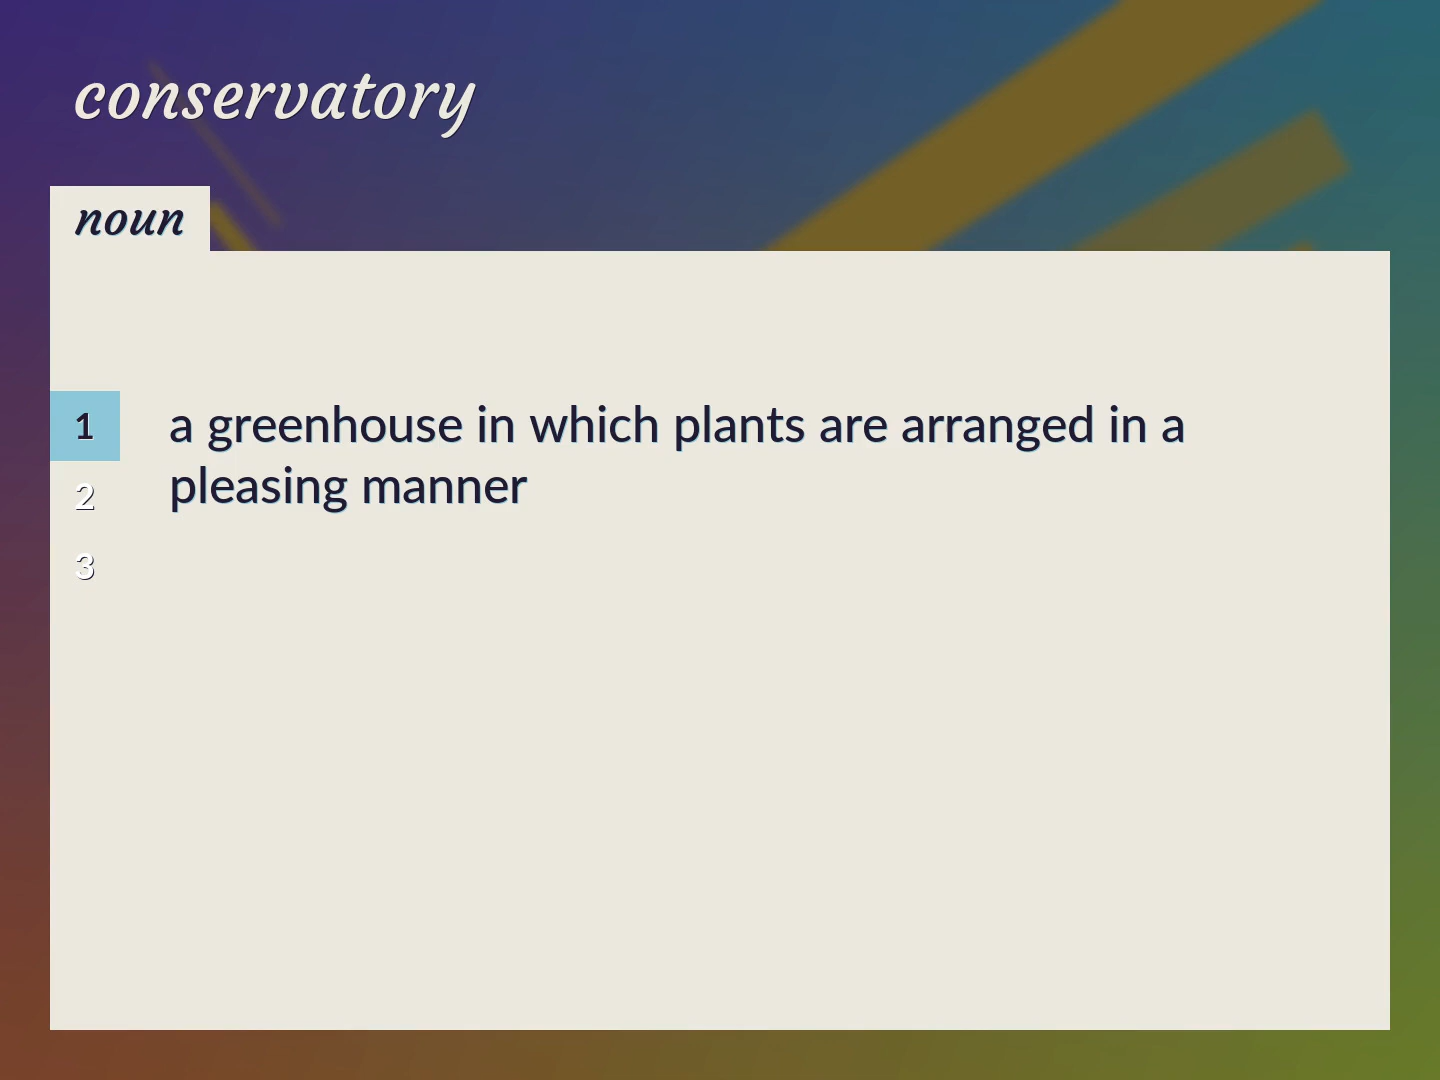 conservatory
noun
1 a greenhouse in which plants are arranged in a
2 pleasing manner
3